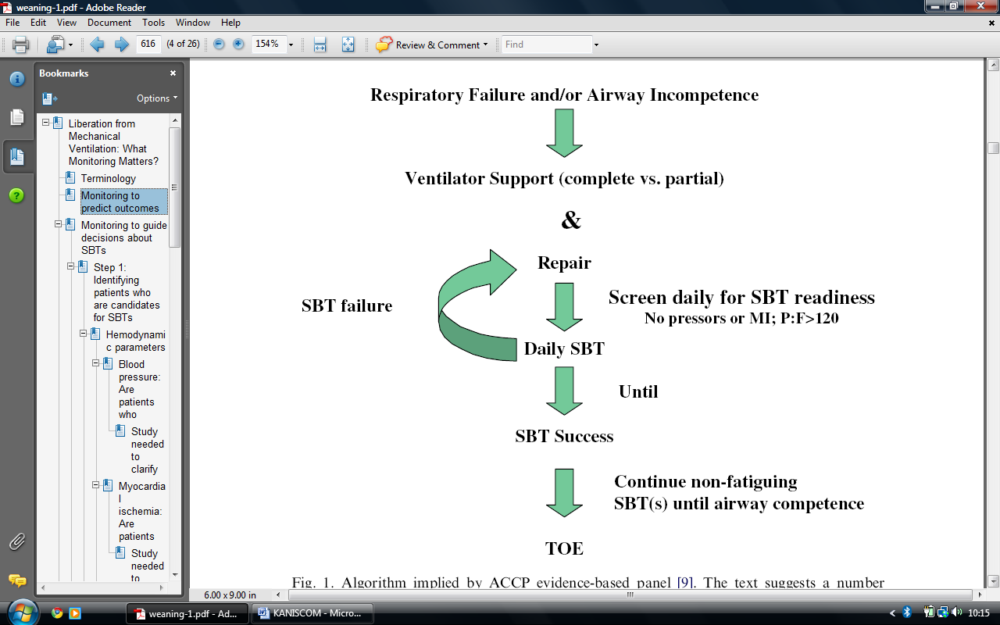 weaning-1.pdf - Adobe Reader
File Edit View Document Tools Window Help
616 (4 of 26) 154% Review & Comment Find
Bookmarks
Options
Liberation from
Mechanical
Ventilation: What
Monitoring Matters?
Terminology
Monitoring to
predict outcomes
Monitoring to guide
decisions about
SBTs
Step 1:
Identifying
patients who
are candidates
for SBTs
Hemodynami
c parameters
Blood
pressure:
Are
patients
who
Study
needed
to
clarify
Myocardia
l
ischemia:
Are
patients
Study
needed
to
Respiratory Failure and/or Airway Incompetence
Ventilator Support (complete vs. partial)
&
Repair
SBT failure
Screen daily for SBT readiness
No pressors or MI; P:F>120
Daily SBT
Until
SBT Success
Continue non-fatiguing
SBT(s) until airway competence
TOE
Fig. 1. Algorithm implied by ACCP evidence-based panel [9]. The text suggests a number
6.00 x 9.00 in
weaning-1.pdf - Ad...
KANISCOM - Micro...
10:15